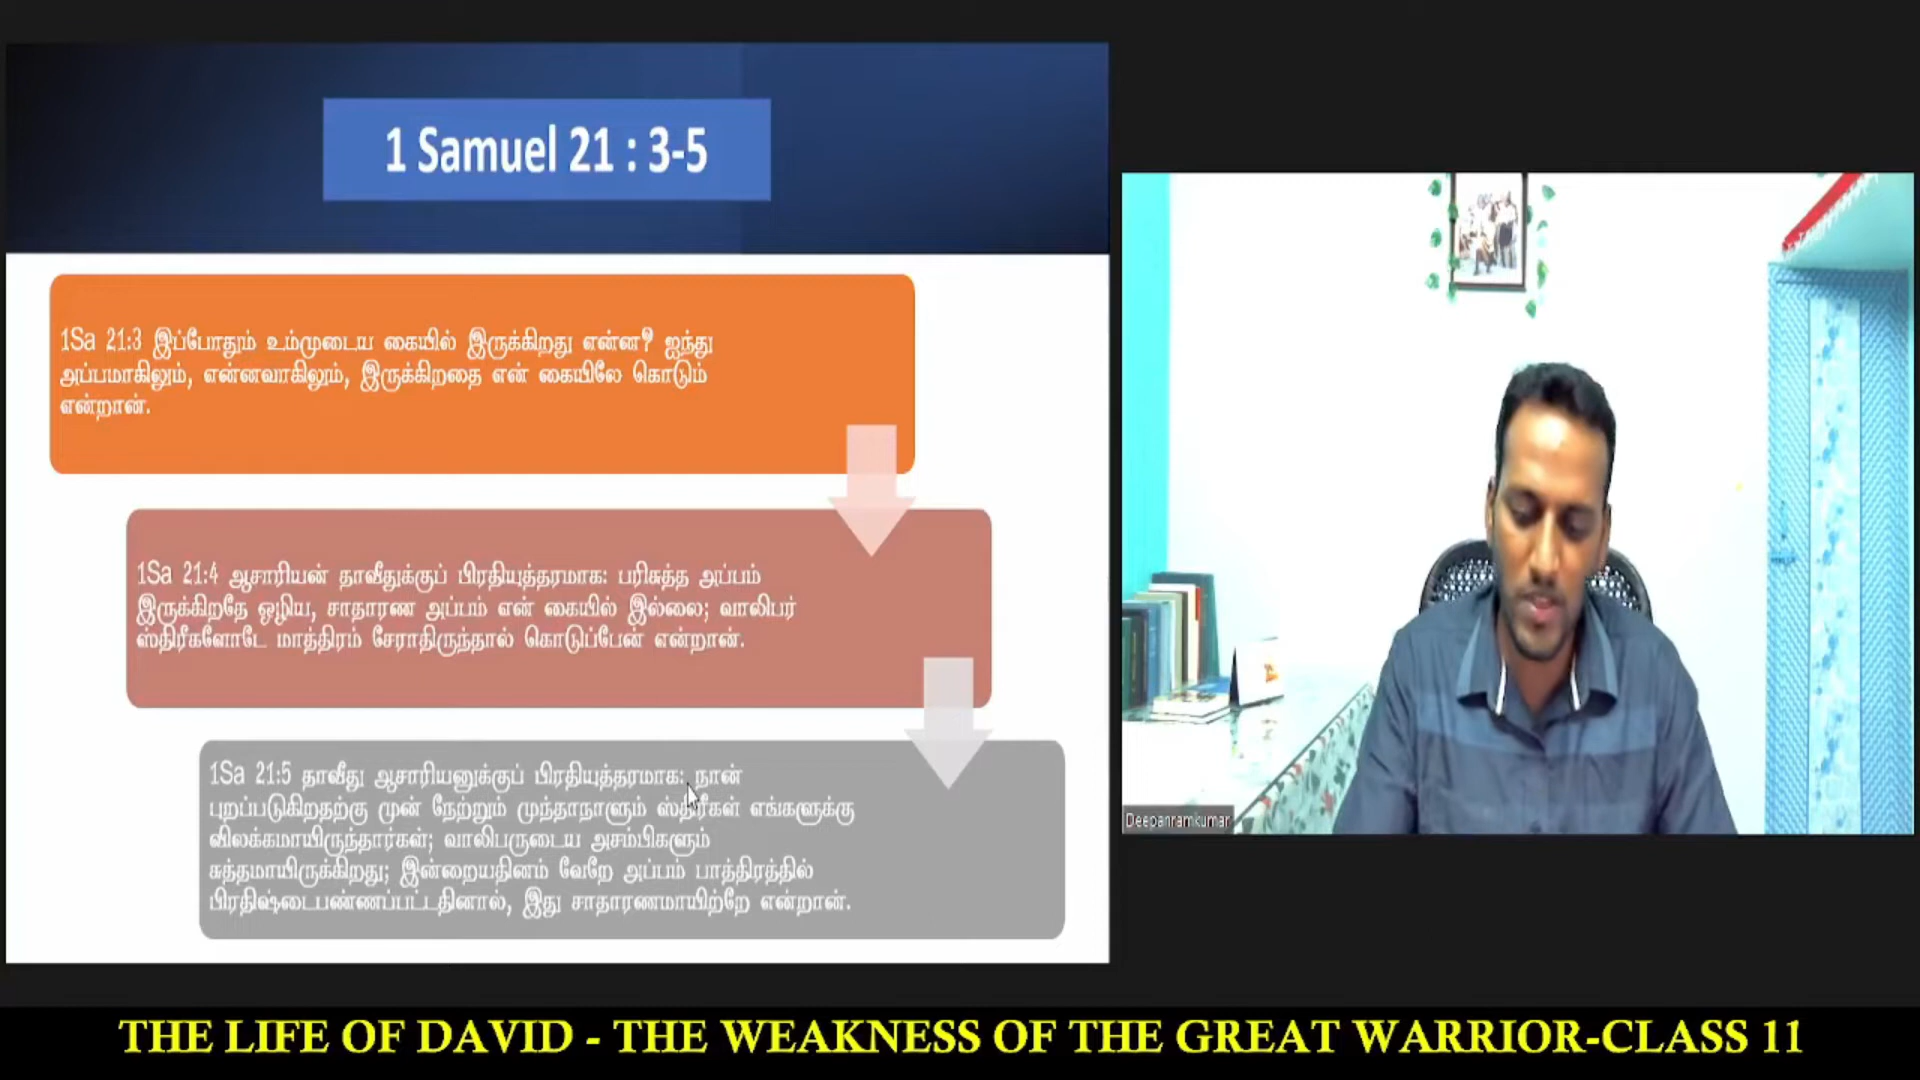 1 Samuel 21 : 3-5
1Sa 21:3 இப்போதும் உம்முடைய கையில் இருக்கிறது என்ன? ஐந்து
அப்பமாகிலும், என்னவாகிலும், இருக்கிறதை என் கையிலே கொடும்
என்றான்.
1Sa 21:4 ஆசாரியன் தாவீதுக்குப் பிரதியுத்தரமாக: பரிசுத்த அப்பம்
இருக்கிறதே ஒழிய, சாதாரண அப்பம் என் கையில் இல்லை; வாலிபர்
ஸ்திரீகளோடே மாத்திரம் சேராதிருந்தால் கொடுப்பேன் என்றான்.
1Sa 21:5 தாவீது ஆசாரியனுக்குப் பிரதியுத்தரமாக: நான்
புறப்படுகிறதற்கு முன் நேற்றும் முந்தாநாளும் ஸ்திரீகள் எங்களுக்கு
விலக்கமாயிருந்தார்கள்; வாலிபருடைய அசம்பிகளும்
சுத்தமாயிருக்கிறது; இன்றையதினம் வேறே அப்பம் பாத்திரத்தில்
பிரதிஷ்டைபண்ணப்பட்டதினால், இது சாதாரணமாயிற்றே என்றான்.
Deepanramkumar
THE LIFE OF DAVID - THE WEAKNESS OF THE GREAT WARRIOR-CLASS 11